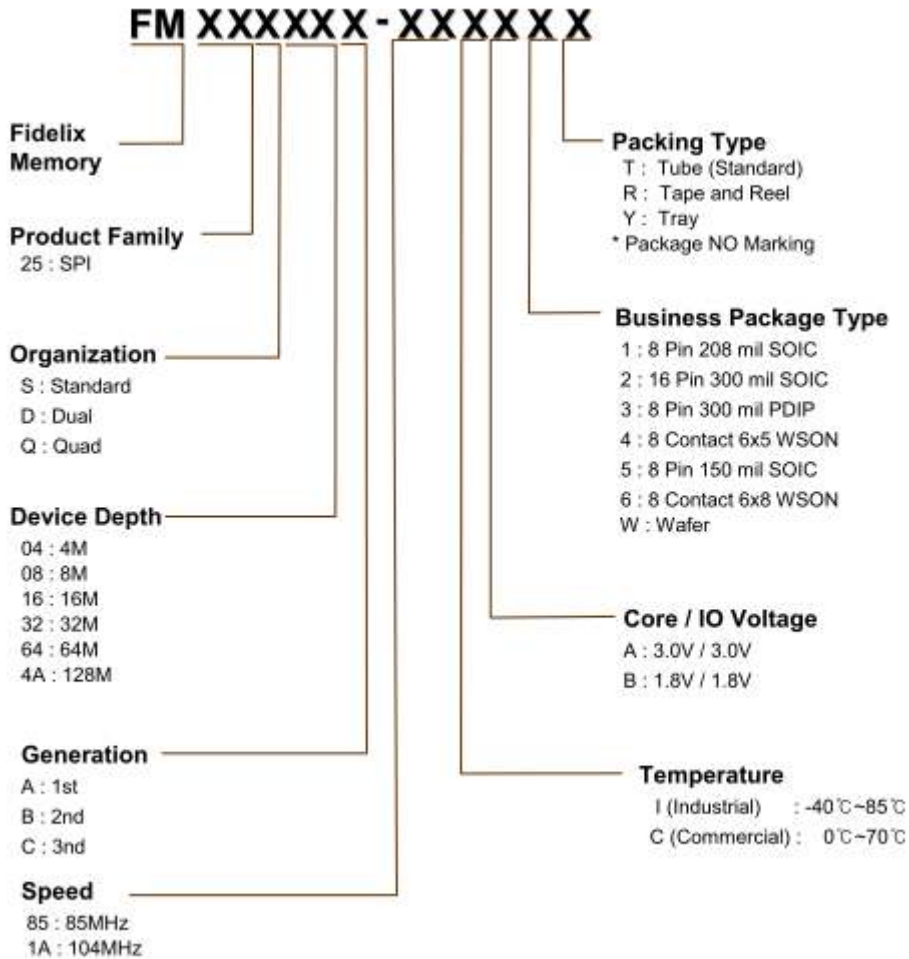 FM XXXXXX - XXXXXX
Fidelix
Memory
Product Family
25 : SPI
Organization
S : Standard
D : Dual
Q : Quad
Device Depth
04 : 4M
08 : 8M
16 : 16M
32 : 32M
64 : 64M
4A : 128M
Generation
A : 1st
B : 2nd
C : 3nd
Speed
85 : 85MHz
1A : 104MHz
Packing Type
T : Tube (Standard)
R : Tape and Reel
Y : Tray
* Package NO Marking
Business Package Type
1 : 8 Pin 208 mil SOIC
2 : 16 Pin 300 mil SOIC
3 : 8 Pin 300 mil PDIP
4 : 8 Contact 6x5 WSON
5 : 8 Pin 150 mil SOIC
6 : 8 Contact 6x8 WSON
W : Wafer
Core / IO Voltage
A : 3.0V / 3.0V
B : 1.8V / 1.8V
Temperature
I (Industrial) : -40℃~85℃
C (Commercial) : 0℃~70℃